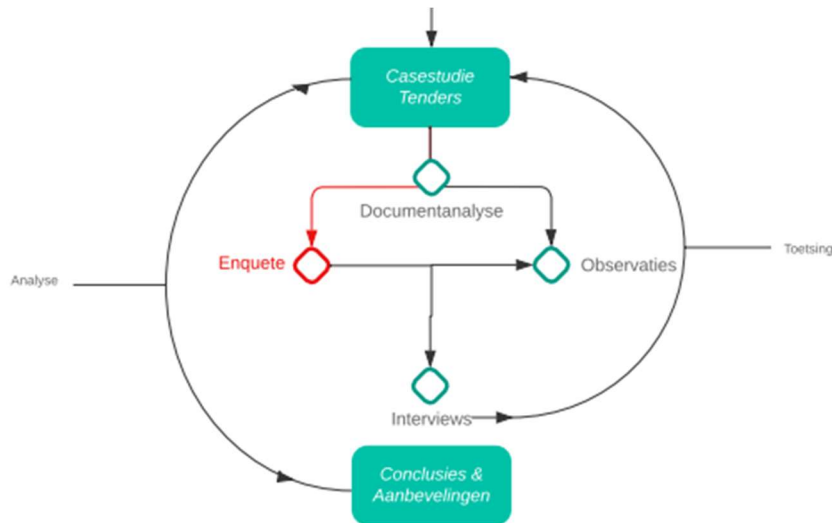 Casestudie
Tenders
Documentanalyse
Enquete
Observaties
Toetsing
Analyse
Interviews
Conclusies &
Aanbevelingen